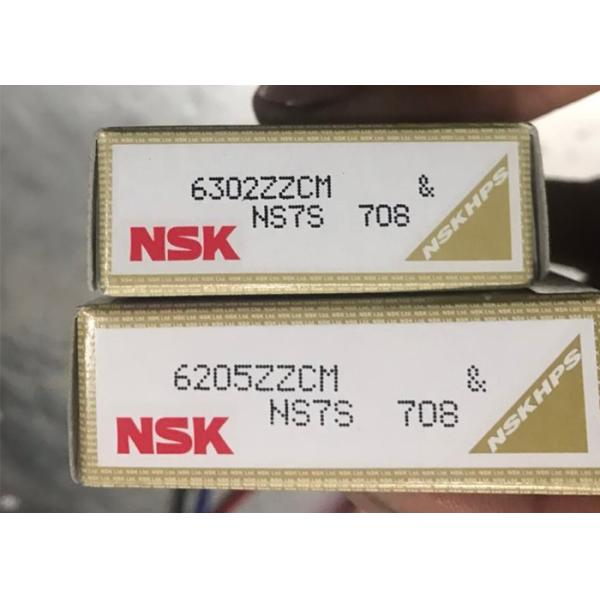 6302ZZCM &
NS7S 708
NSK
NSKHPS
6205ZZCM &
NS7S 708
NSK
NSKHPS